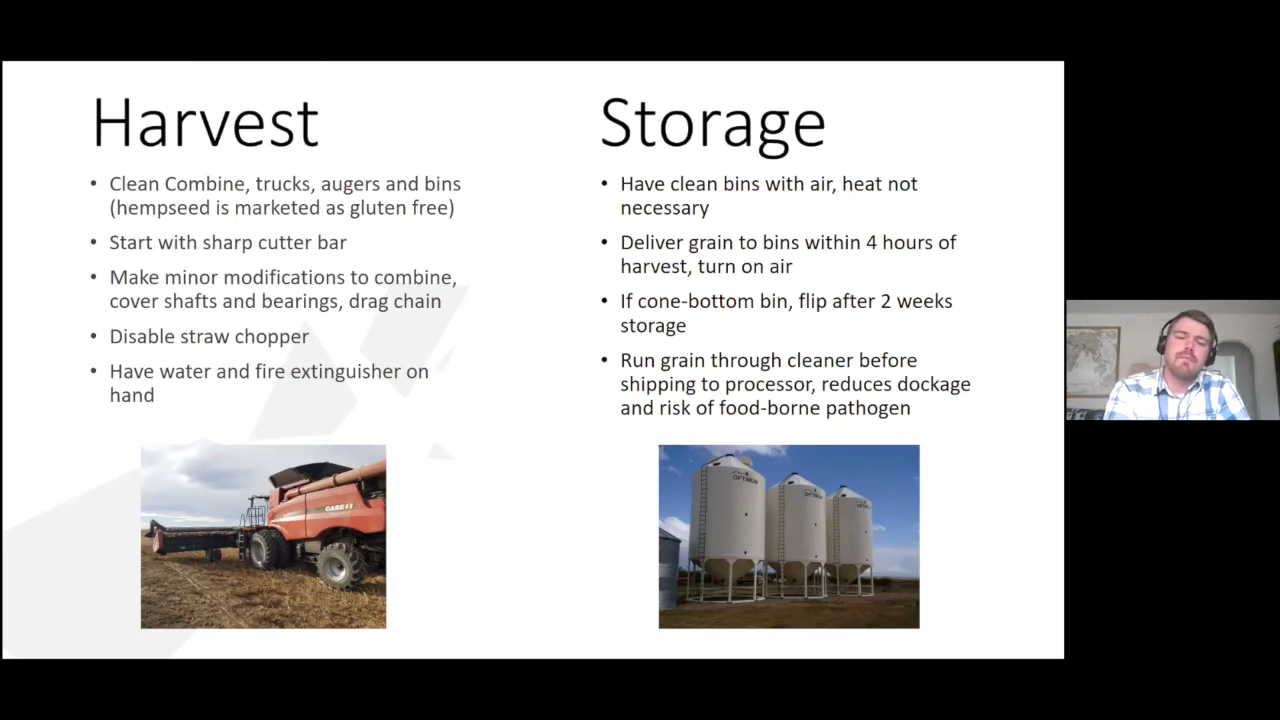 Harvest
• Clean Combine, trucks, augers and bins
(hempseed is marketed as gluten free)
• Start with sharp cutter bar
• Make minor modifications to combine,
cover shafts and bearings, drag chain
• Disable straw chopper
• Have water and fire extinguisher on
hand
CASE IH
Storage
• Have clean bins with air, heat not
necessary
• Deliver grain to bins within 4 hours of
harvest, turn on air
• If cone-bottom bin, flip after 2 weeks
storage
• Run grain through cleaner before
shipping to processor, reduces dockage
and risk of food-borne pathogen
OPTIMUM
OPTIMUM